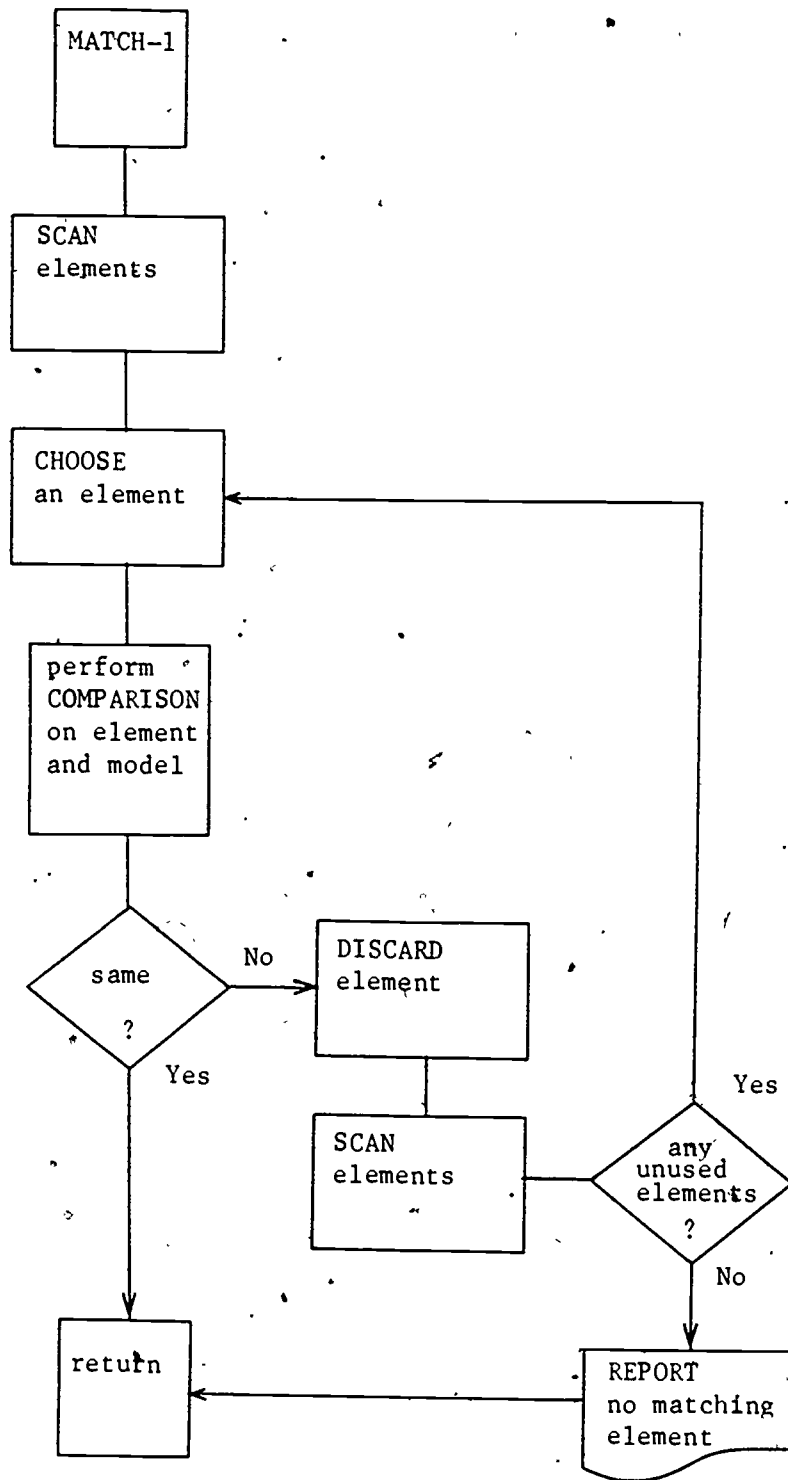 MATCH-1
SCAN
elements
CHOOSE
an element
perform
COMPARISON
on element
and model
same
?
No
Yes
DISCARD
element
SCAN
elements
any
unused
elements
?
Yes
No
REPORT
no matching
element
return